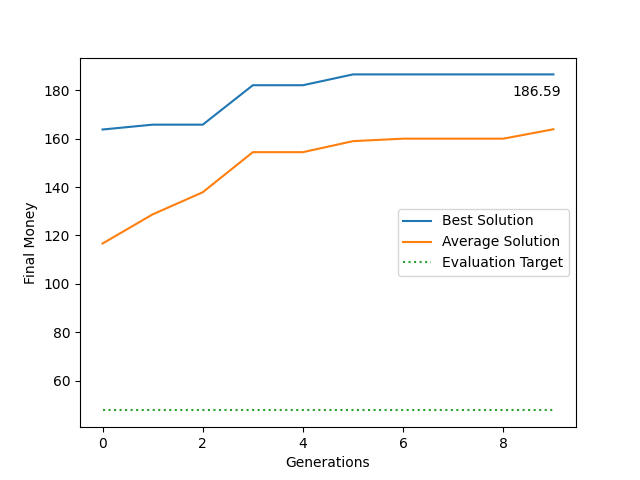 180
160
140
120
100
80
60
Final Money
186.59
Best Solution
Average Solution
Evaluation Target
0 2 4 6 8
Generations